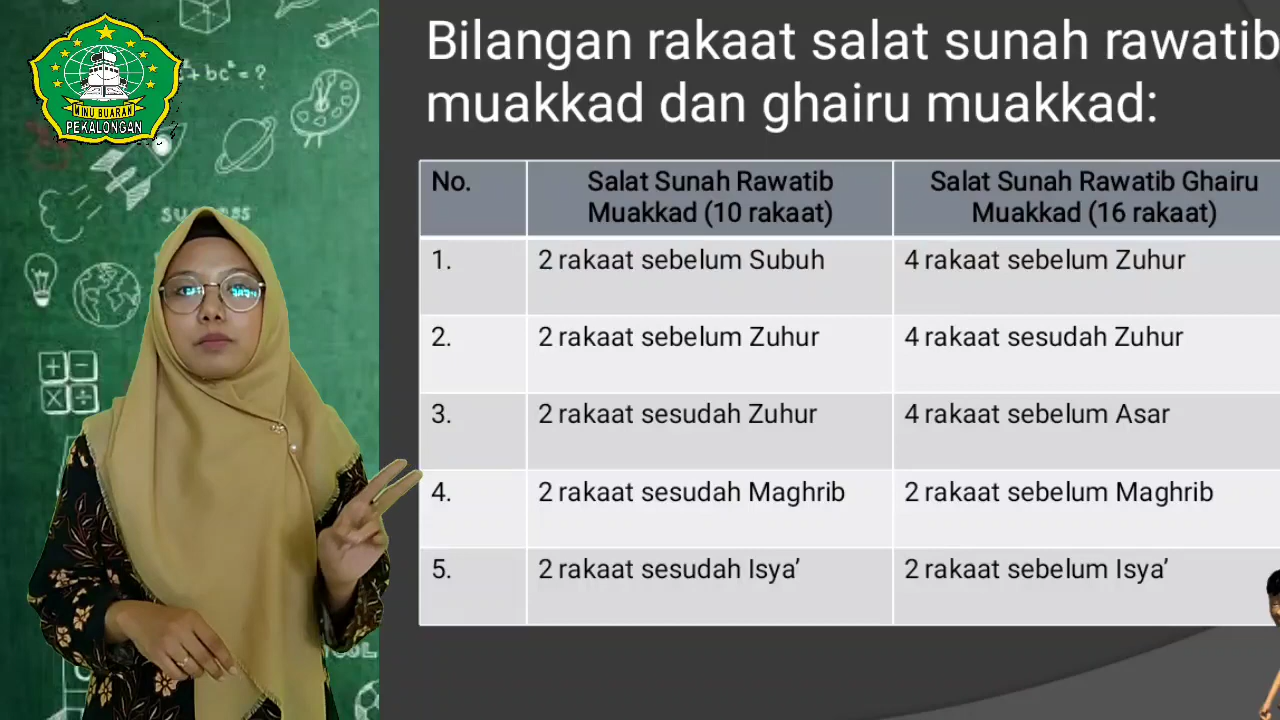 + bc² = ?
MINU BUARAN
PEKALONGAN
success
Bilangan rakaat salat sunah rawatib
muakkad dan ghairu muakkad:
No.
Salat Sunah Rawatib
Muakkad (10 rakaat)
Salat Sunah Rawatib Ghairu
Muakkad (16 rakaat)
1.
2 rakaat sebelum Subuh
4 rakaat sebelum Zuhur
2.
2 rakaat sebelum Zuhur
4 rakaat sesudah Zuhur
3.
2 rakaat sesudah Zuhur
4 rakaat sebelum Asar
4.
2 rakaat sesudah Maghrib
2 rakaat sebelum Maghrib
5.
2 rakaat sesudah Isya’
2 rakaat sebelum Isya’